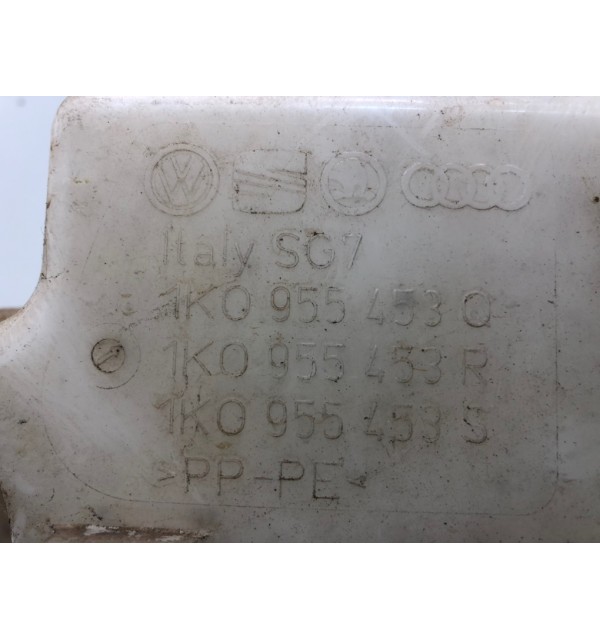 Italy SG7
1K0 955 453 Q
1K0 955 453 R
1K0 955 453 S
>PP-PE<